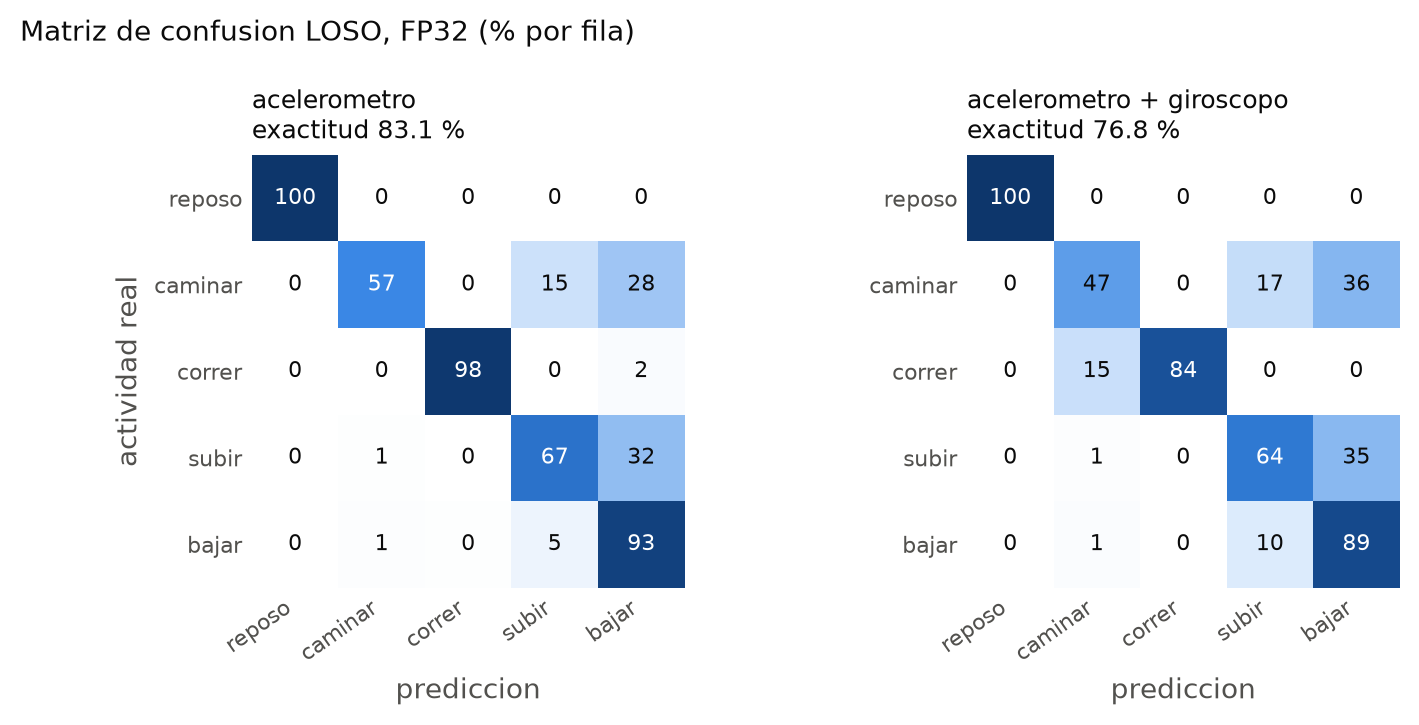 Matriz de confusion LOSO, FP32 (% por fila)
acelerometro
exactitud 83.1 %
actividad real
reposo 100 0 0 0 0
caminar 0 57 0 15 28
correr 0 0 98 0 2
subir 0 1 0 67 32
bajar 0 1 0 5 93
reposo caminar correr subir bajar
prediccion
acelerometro + giroscopo
exactitud 76.8 %
reposo 100 0 0 0 0
caminar 0 47 0 17 36
correr 0 15 84 0 0
subir 0 1 0 64 35
bajar 0 1 0 10 89
reposo caminar correr subir bajar
prediccion